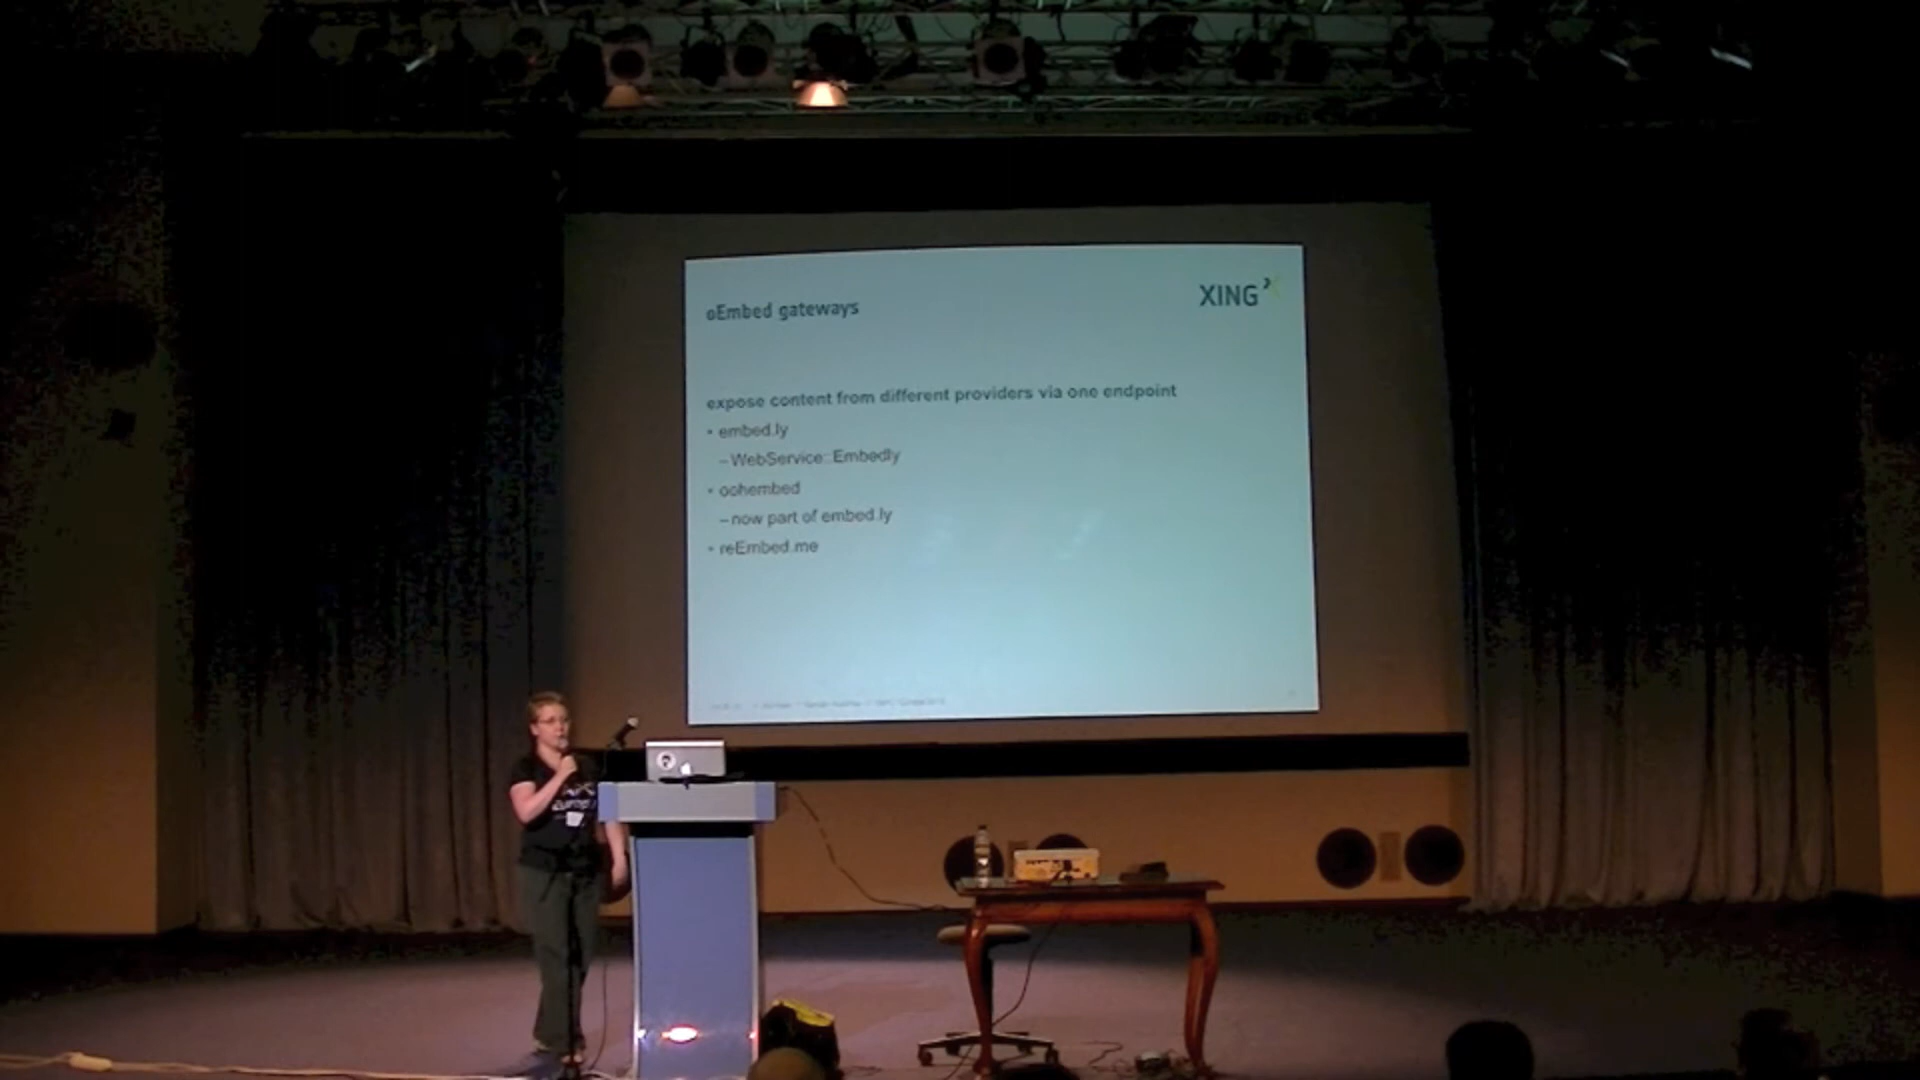 oEmbed gateways
XING
expose content from different providers via one endpoint
• embed.ly
– WebService::Embedly
• oohembed
– now part of embed.ly
• reEmbed.me